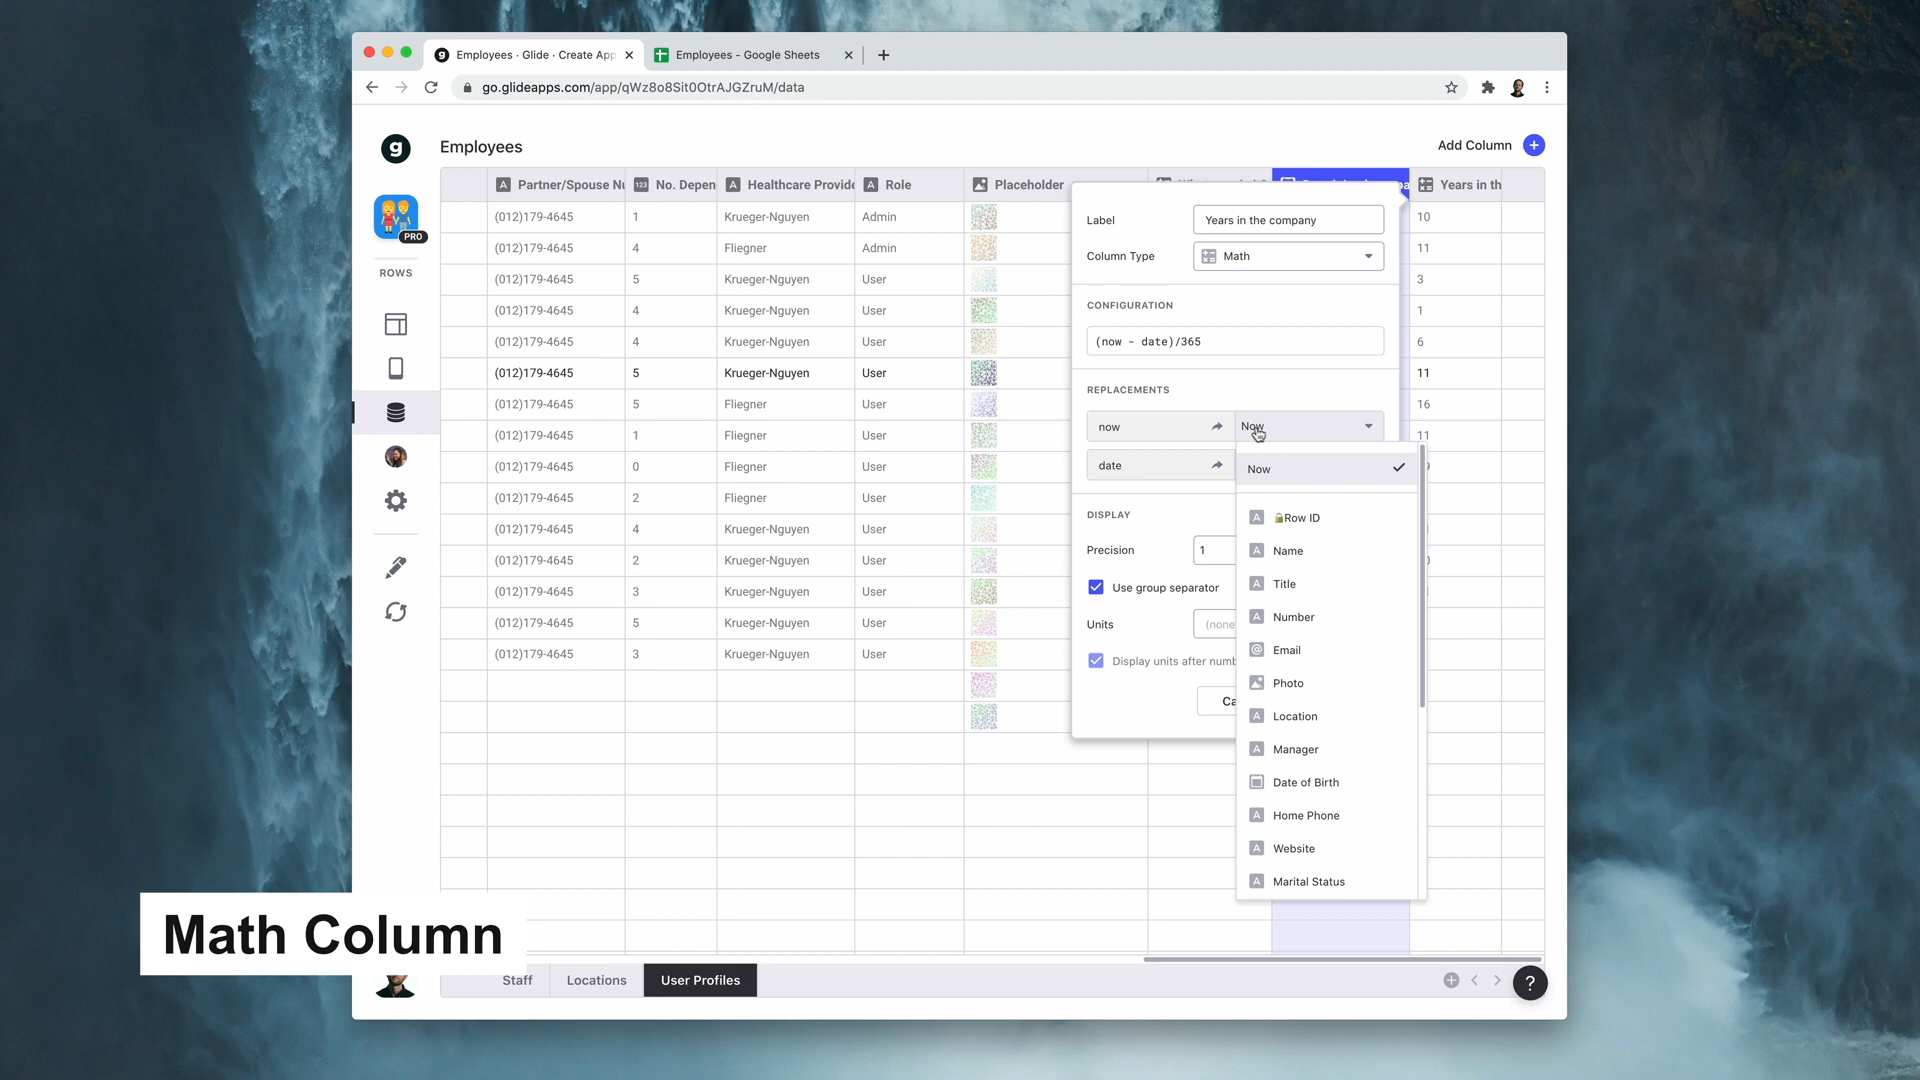 Employees · Glide · Create App
Employees - Google Sheets
go.glideapps.com/app/qWz8o8Sit0OtrAJGZruM/data
g
Employees
Add Column
PRO
ROWS
Partner/Spouse Nu
123 No. Depen
Healthcare Provide
Role
Placeholder
Years in th
(012)179-4645 1 Krueger-Nguyen Admin 10
(012)179-4645 4 Fliegner Admin 11
(012)179-4645 5 Krueger-Nguyen User 3
(012)179-4645 4 Krueger-Nguyen User 1
(012)179-4645 4 Krueger-Nguyen User 6
(012)179-4645 5 Krueger-Nguyen User 11
(012)179-4645 5 Fliegner User 16
(012)179-4645 1 Fliegner User 11
(012)179-4645 0 Fliegner User
(012)179-4645 2 Fliegner User
(012)179-4645 4 Krueger-Nguyen User
(012)179-4645 2 Krueger-Nguyen User
(012)179-4645 3 Krueger-Nguyen User
(012)179-4645 5 Krueger-Nguyen User
(012)179-4645 3 Krueger-Nguyen User
Label Years in the company
Column Type Math
CONFIGURATION
(now - date)/365
REPLACEMENTS
now Now
date
DISPLAY
Precision 1
Use group separator
Units (none
Display units after numb
Ca
Now
Row ID
Name
Title
Number
Email
Photo
Location
Manager
Date of Birth
Home Phone
Website
Marital Status
Math Column
Staff Locations User Profiles
?